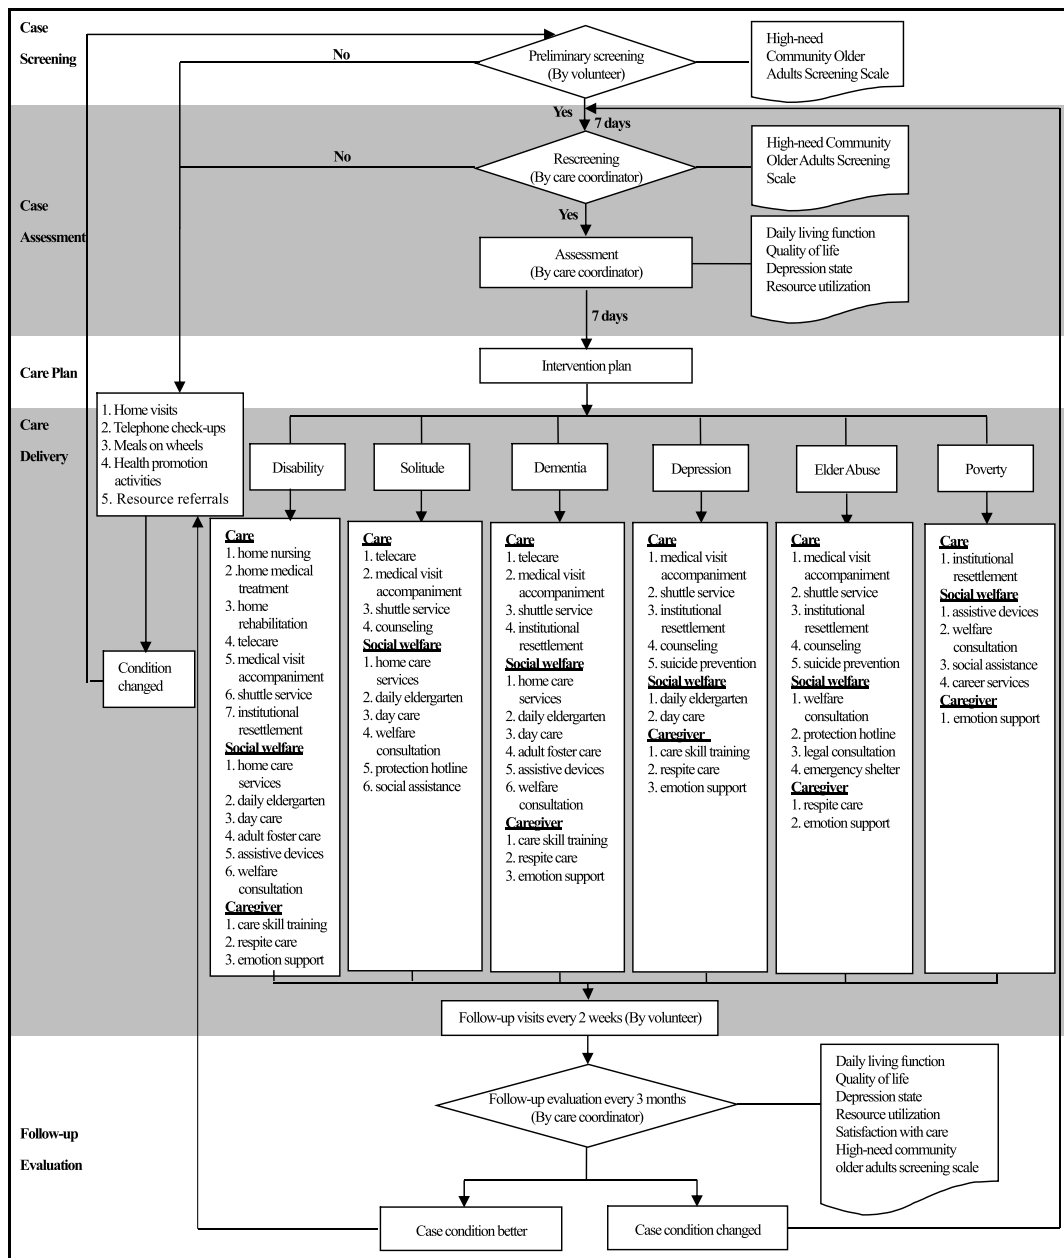 Case
Screening
No
Preliminary screening
(By volunteer)
High-need
Community Older
Adults Screening Scale
Yes
7 days
Case
Assessment
No
Rescreening
(By care coordinator)
High-need Community
Older Adults Screening
Scale
Yes
Assessment
(By care coordinator)
Daily living function
Quality of life
Depression state
Resource utilization
7 days
Care Plan
Intervention plan
Care
Delivery
1. Home visits
2. Telephone check-ups
3. Meals on wheels
4. Health promotion
activities
5. Resource referrals
Condition
changed
Disability
Solitude
Dementia
Depression
Elder Abuse
Poverty
Care
1. home nursing
2. .home medical
treatment
3. home
rehabilitation
4. telecare
5. medical visit
accompaniment
6. shuttle service
7. institutional
resettlement
Social welfare
1. home care
services
2. daily eldergarten
3. day care
4. adult foster care
5. assistive devices
6. welfare
consultation
Caregiver
1. care skill training
2. respite care
3. emotion support
Care
1. telecare
2. medical visit
accompaniment
3. shuttle service
4. counseling
Social welfare
1. home care
services
2. daily eldergarten
3. day care
4. welfare
consultation
5. protection hotline
6. social assistance
Care
1. telecare
2. medical visit
accompaniment
3. shuttle service
4. institutional
resettlement
Social welfare
1. home care
services
2. daily eldergarten
3. day care
4. adult foster care
5. assistive devices
6. welfare
consultation
Caregiver
1. care skill training
2. respite care
3. emotion support
Care
1. medical visit
accompaniment
2. shuttle service
3. institutional
resettlement
4. counseling
5. suicide prevention
Social welfare
1. daily eldergarten
2. day care
Caregiver
1. care skill training
2. respite care
3. emotion support
Care
1. medical visit
accompaniment
2. shuttle service
3. institutional
resettlement
4. counseling
5. suicide prevention
Social welfare
1. welfare
consultation
2. protection hotline
3. legal consultation
4. emergency shelter
Caregiver
1. respite care
2. emotion support
Care
1. institutional
resettlement
Social welfare
1. assistive devices
2. welfare
consultation
3. social assistance
4. career services
Caregiver
1. emotion support
Follow-up visits every 2 weeks (By volunteer)
Follow-up
Evaluation
Follow-up evaluation every 3 months
(By care coordinator)
Daily living function
Quality of life
Depression state
Resource utilization
Satisfaction with care
High-need community
older adults screening scale
Case condition better
Case condition changed